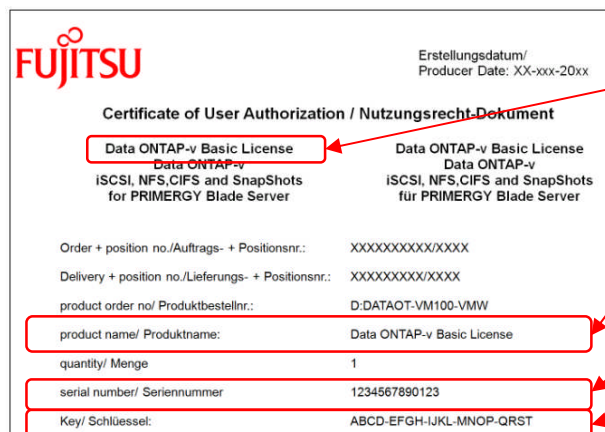 FUJITSU
Erstellungsdatum/
Producer Date: XX-xxx-20xx
Certificate of User Authorization / Nutzungsrecht-Dokument
Data ONTAP-v Basic License
Data ONTAP-v
iSCSI, NFS,CIFS and SnapShots
for PRIMERGY Blade Server
Data ONTAP-v Basic License
Data ONTAP-v
iSCSI, NFS,CIFS and SnapShots
für PRIMERGY Blade Server
Order + position no./Auftrags- + Positionsnr.: XXXXXXXXXX/XXXX
Delivery + position no./Lieferungs- + Positionsnr.: XXXXXXXXX/XXXX
product order no/ Produktbestellnr.: D:DATAOT-VM100-VMW
product name/ Produktname: Data ONTAP-v Basic License
quantity/ Menge 1
serial number/ Seriennummer 1234567890123
Key/ Schlüessel: ABCD-EFGH-IJKL-MNOP-QRST